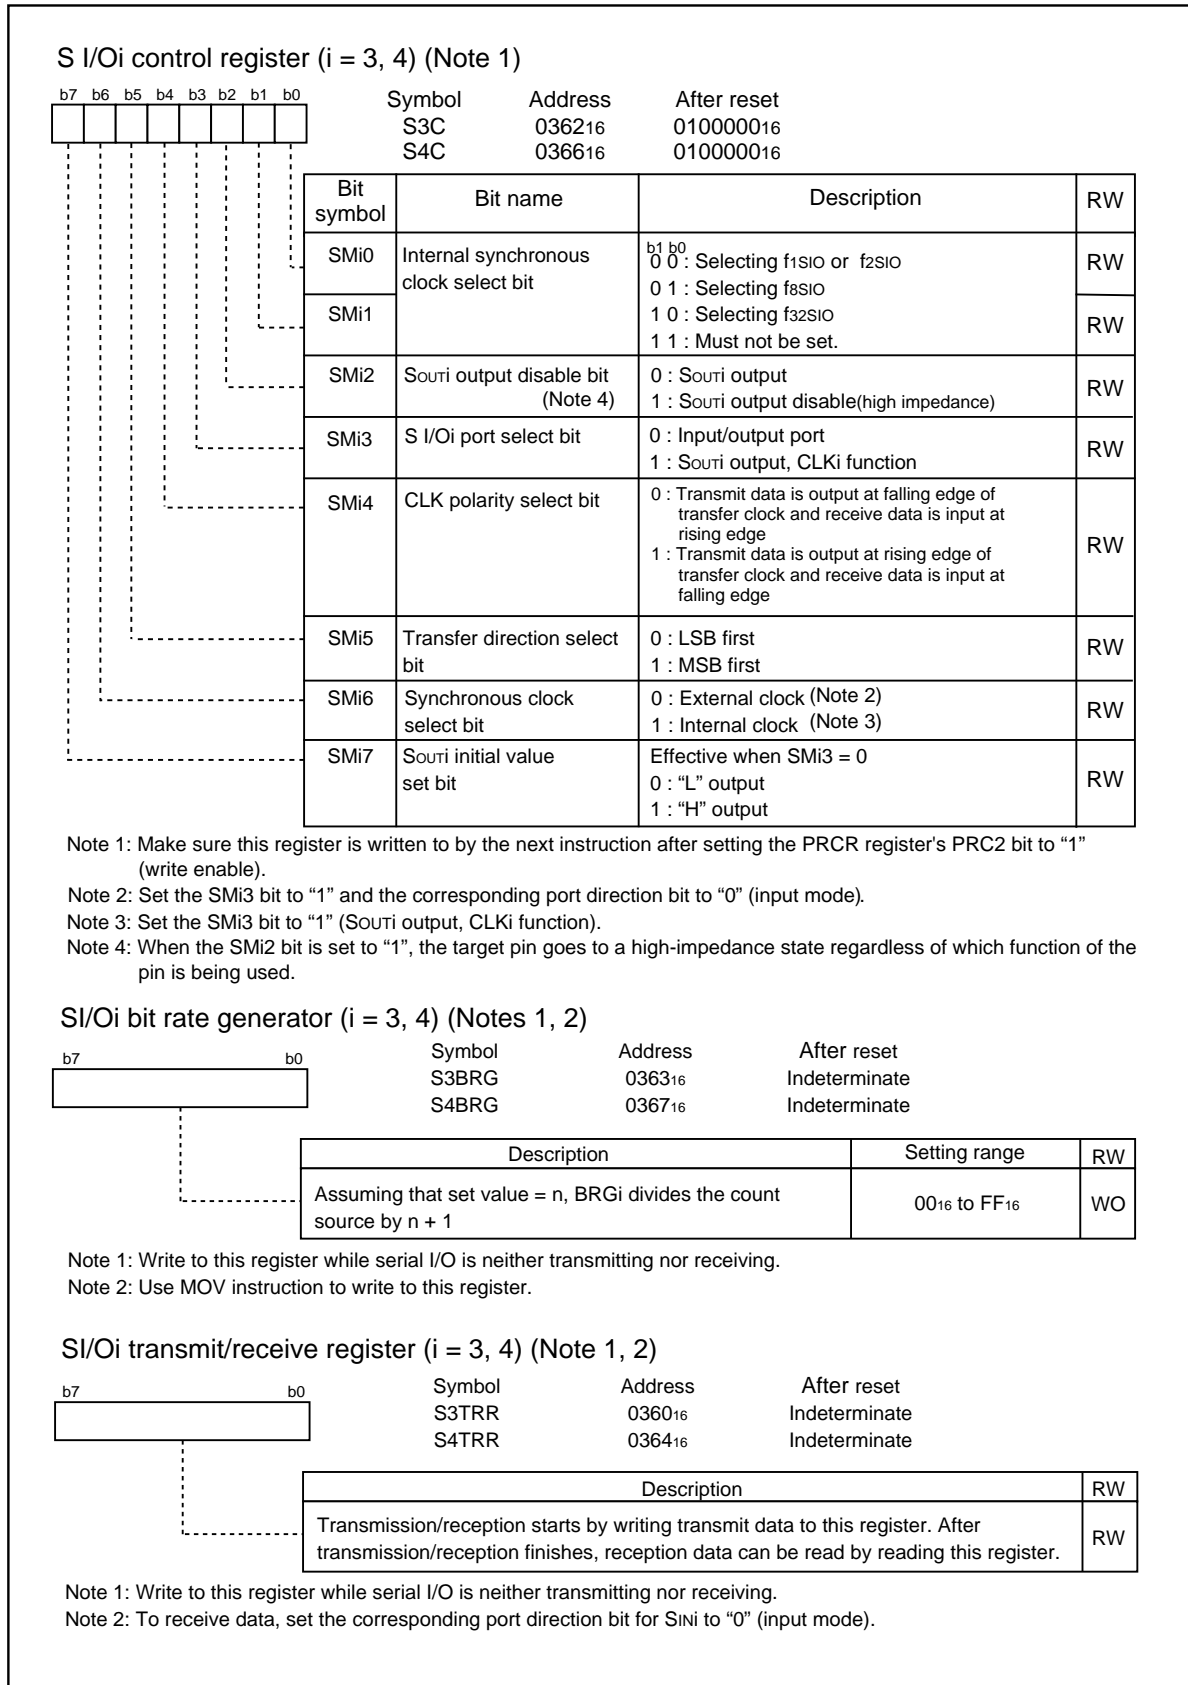 S I/Oi control register (i = 3, 4) (Note 1)
b7 b6 b5 b4 b3 b2 b1 b0
Symbol Address After reset
S3C 036216 010000016
S4C 036616 010000016
Bit symbol Bit name Description RW
SMi0 Internal synchronous clock select bit b1 b0 RW
0 0 : Selecting f1SIO or f2SIO
0 1 : Selecting f8SIO
SMi1 1 0 : Selecting f32SIO RW
1 1 : Must not be set.
SMi2 SOUTi output disable bit 0 : SOUTi output RW
(Note 4) 1 : SOUTi output disable(high impedance)
SMi3 S I/Oi port select bit 0 : Input/output port RW
1 : SOUTi output, CLKi function
SMi4 CLK polarity select bit 0 : Transmit data is output at falling edge of
transfer clock and receive data is input at
rising edge
1 : Transmit data is output at rising edge of RW
transfer clock and receive data is input at
falling edge
SMi5 Transfer direction select 0 : LSB first RW
bit 1 : MSB first
SMi6 Synchronous clock 0 : External clock (Note 2) RW
select bit 1 : Internal clock (Note 3)
SMi7 SOUTi initial value Effective when SMi3 = 0
set bit 0 : “L” output RW
1 : “H” output
Note 1: Make sure this register is written to by the next instruction after setting the PRCR register's PRC2 bit to “1”
(write enable).
Note 2: Set the SMi3 bit to “1” and the corresponding port direction bit to “0” (input mode).
Note 3: Set the SMi3 bit to “1” (SOUTi output, CLKi function).
Note 4: When the SMi2 bit is set to “1”, the target pin goes to a high-impedance state regardless of which function of the
pin is being used.
SI/Oi bit rate generator (i = 3, 4) (Notes 1, 2)
b7 b0
Symbol Address After reset
S3BRG 036316 Indeterminate
S4BRG 036716 Indeterminate
Description Setting range RW
Assuming that set value = n, BRGi divides the count 0016 to FF16 WO
source by n + 1
Note 1: Write to this register while serial I/O is neither transmitting nor receiving.
Note 2: Use MOV instruction to write to this register.
SI/Oi transmit/receive register (i = 3, 4) (Note 1, 2)
b7 b0
Symbol Address After reset
S3TRR 036016 Indeterminate
S4TRR 036416 Indeterminate
Description RW
Transmission/reception starts by writing transmit data to this register. After RW
transmission/reception finishes, reception data can be read by reading this register.
Note 1: Write to this register while serial I/O is neither transmitting nor receiving.
Note 2: To receive data, set the corresponding port direction bit for SINi to “0” (input mode).